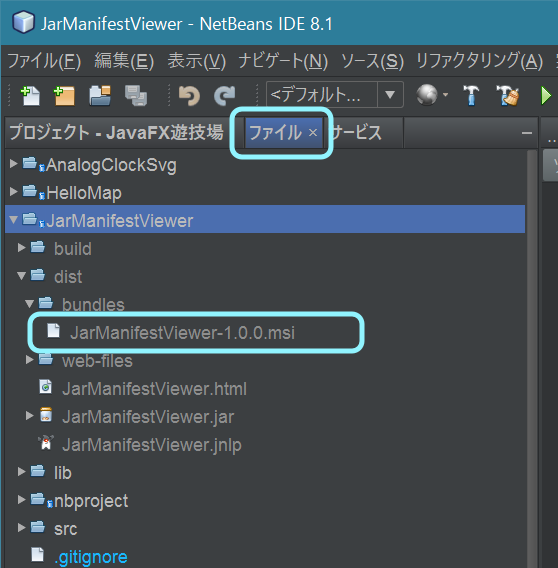 JarManifestViewer - NetBeans IDE 8.1
ファイル(F) 編集(E) 表示(V) ナビゲート(N) ソース(S) リファクタリング(A)
<デフォルト...
プロジェクト - JavaFX遊技場 ファイル × サービス
AnalogClockSvg
HelloMap
JarManifestViewer
build
dist
bundles
JarManifestViewer-1.0.0.msi
web-files
JarManifestViewer.html
JarManifestViewer.jar
JarManifestViewer.jnlp
lib
nbproject
src
.gitignore